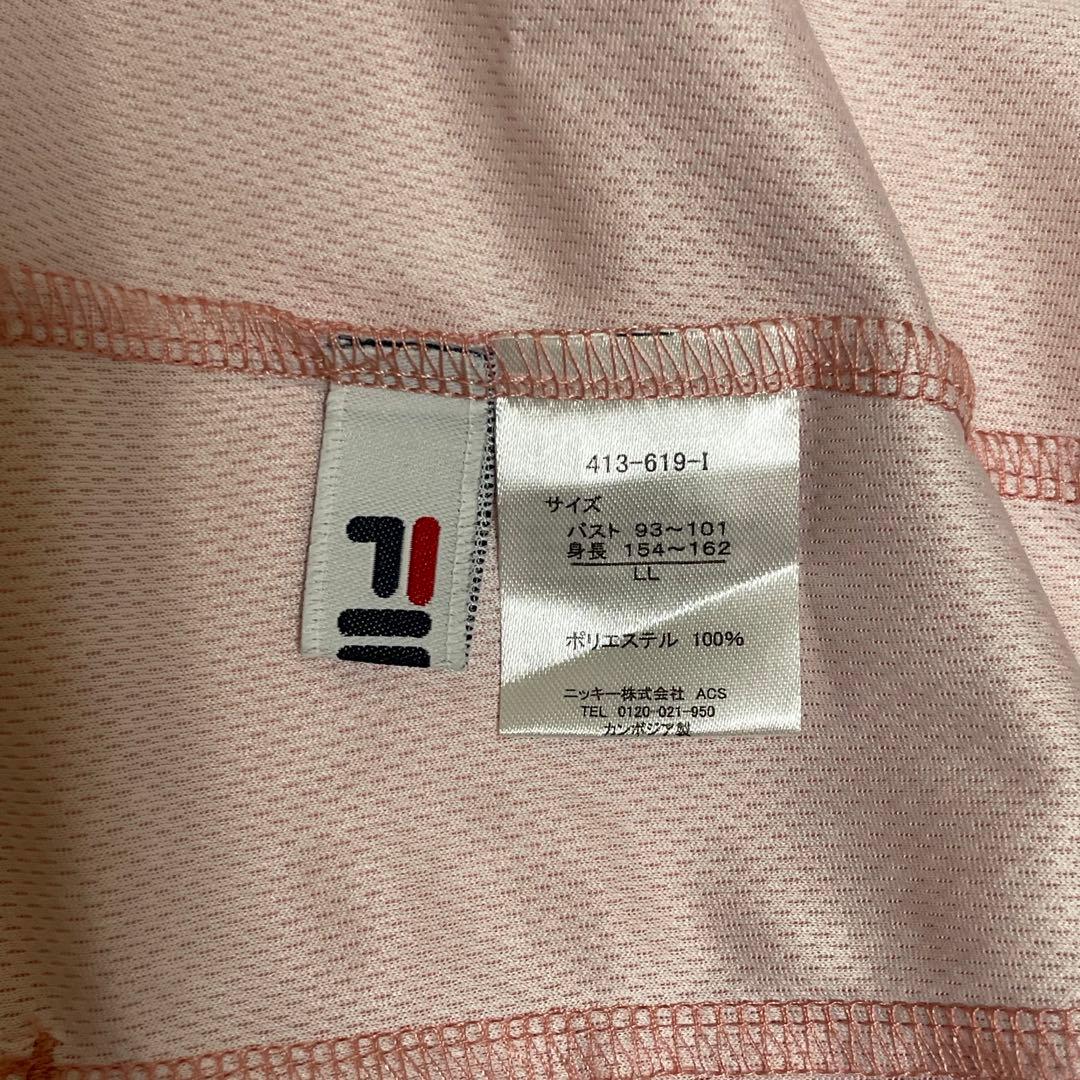 413-619-I
サイズ
バスト 93～101
身長 154～162
LL
ポリエステル 100%
ニッキー株式会社 ACS
TEL 0120-021-950
カンボジア製